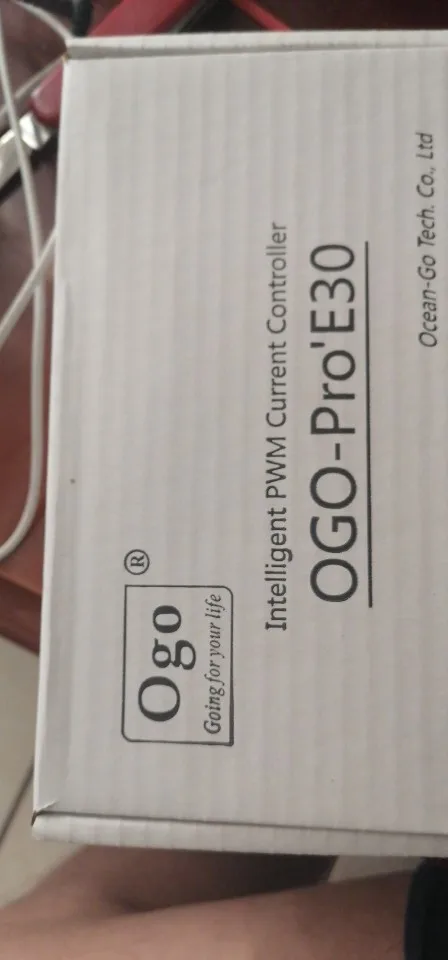 Ogo®
Going for your life
Intelligent PWM Current Controller
OGO-Pro'E30
Ocean-Go Tech. Co., Ltd